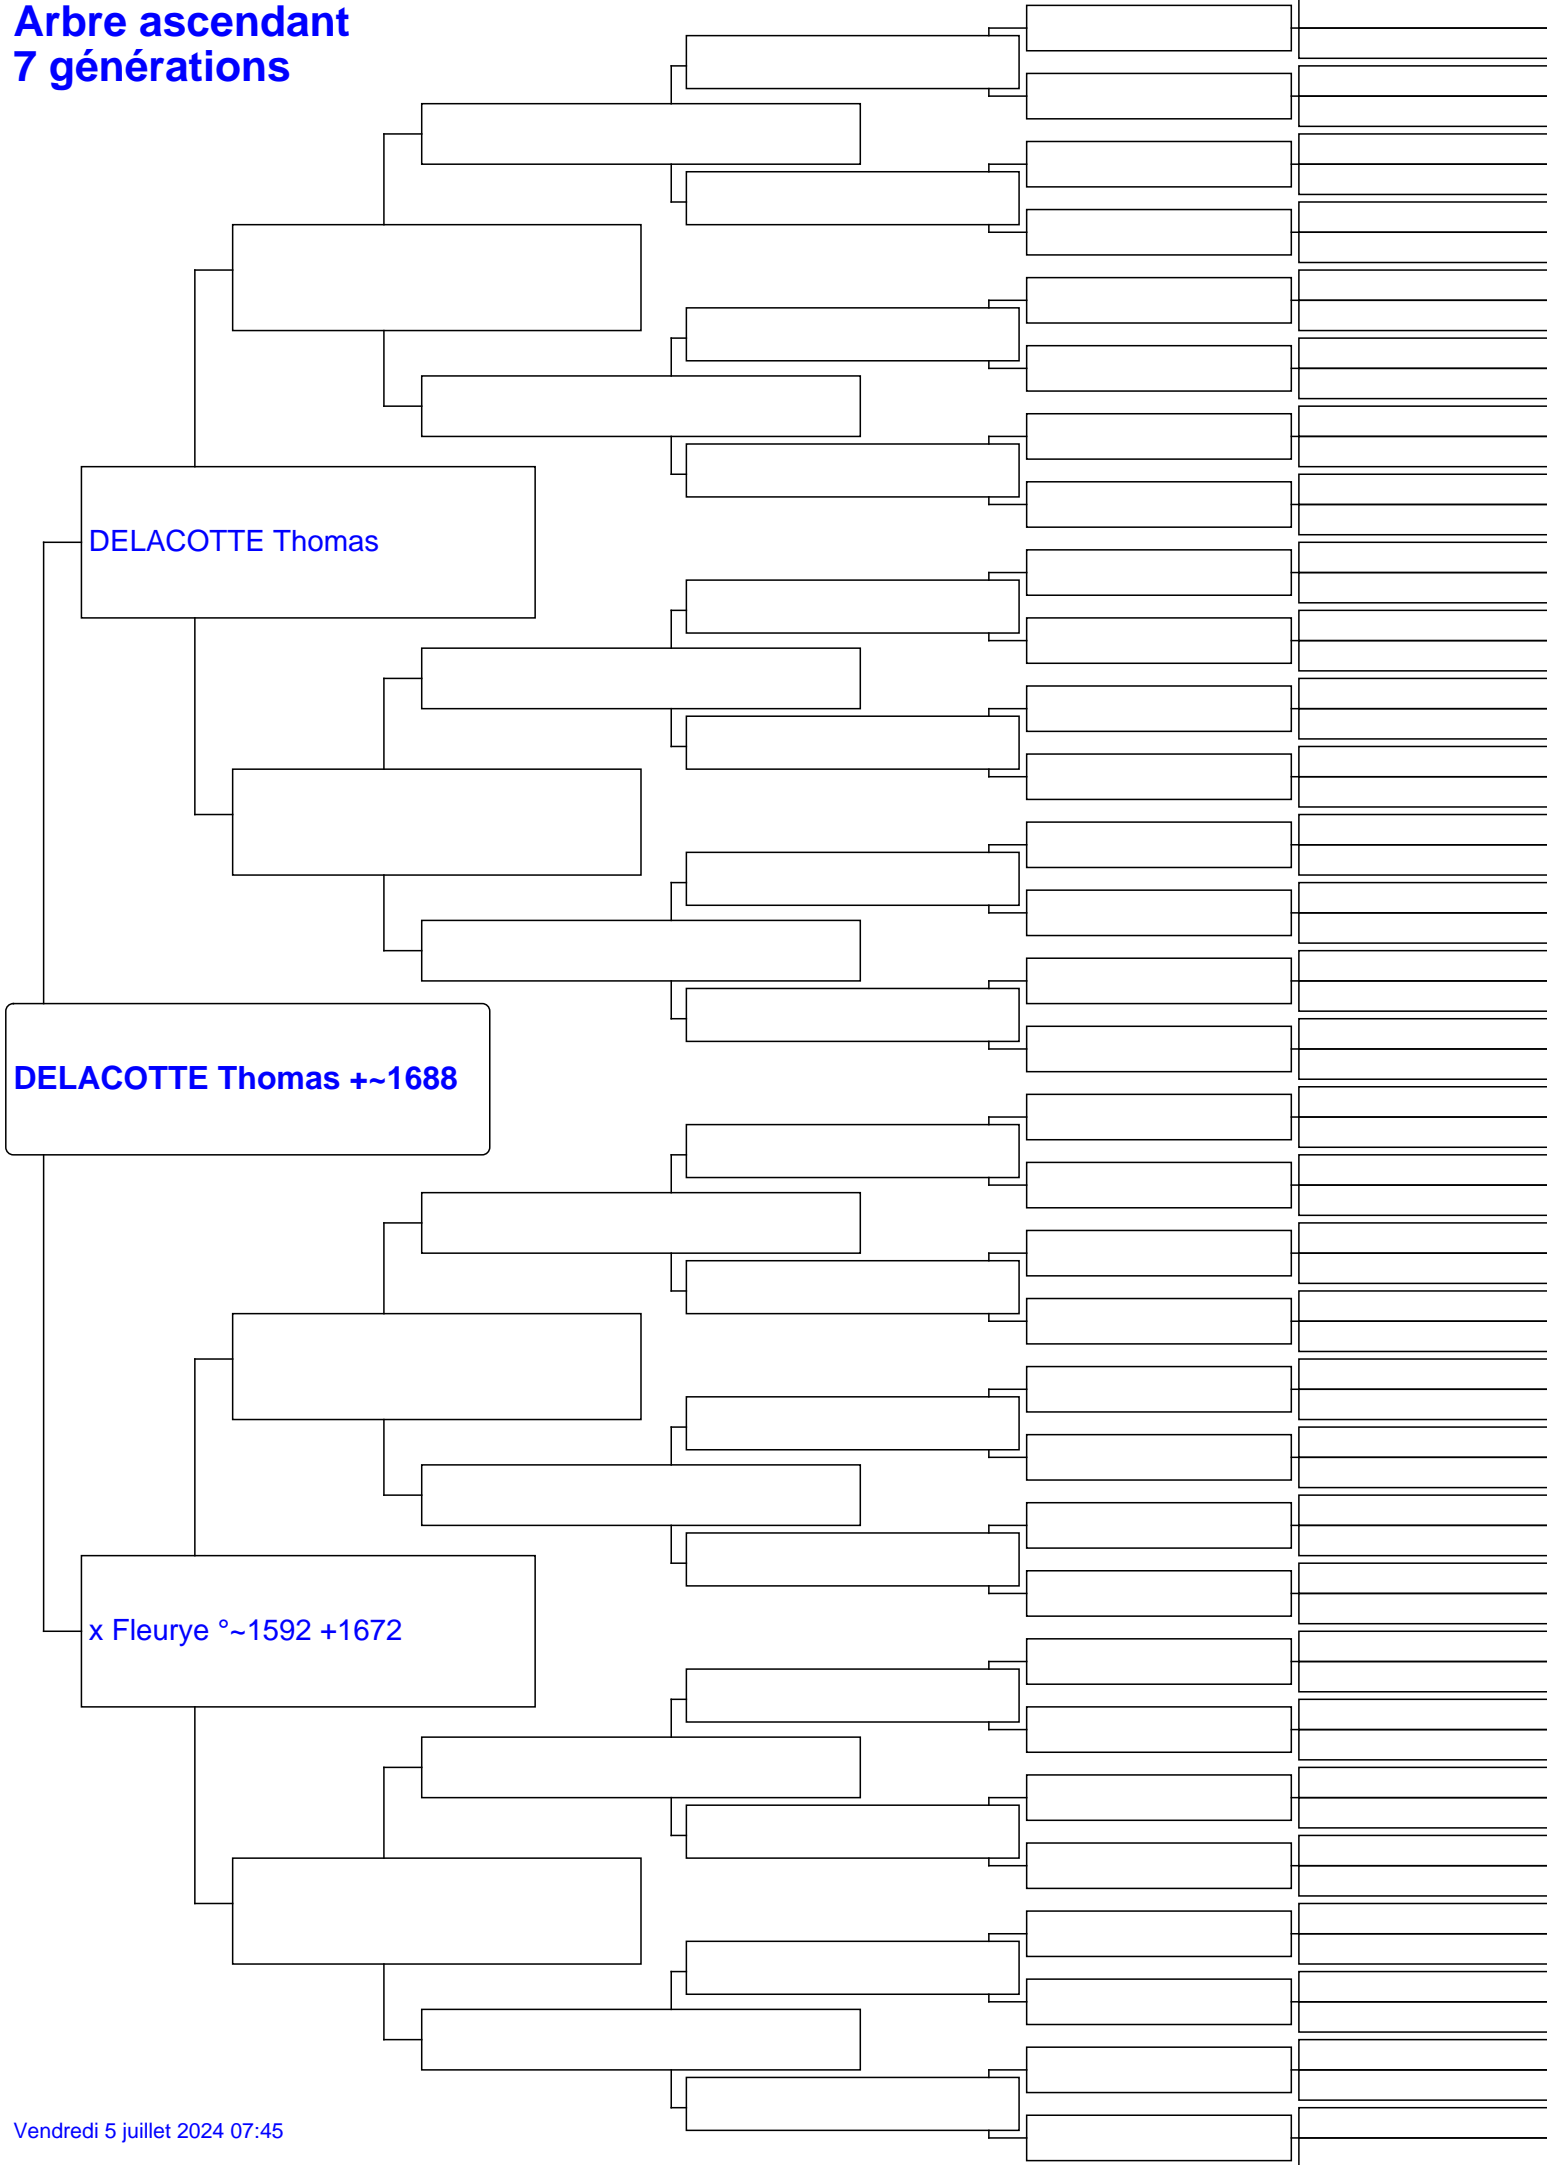 Arbre ascendant
7 générations
DELACOTTE Thomas
DELACOTTE Thomas +~1688
x Fleurye °~1592 +1672
Vendredi 5 juillet 2024 07:45